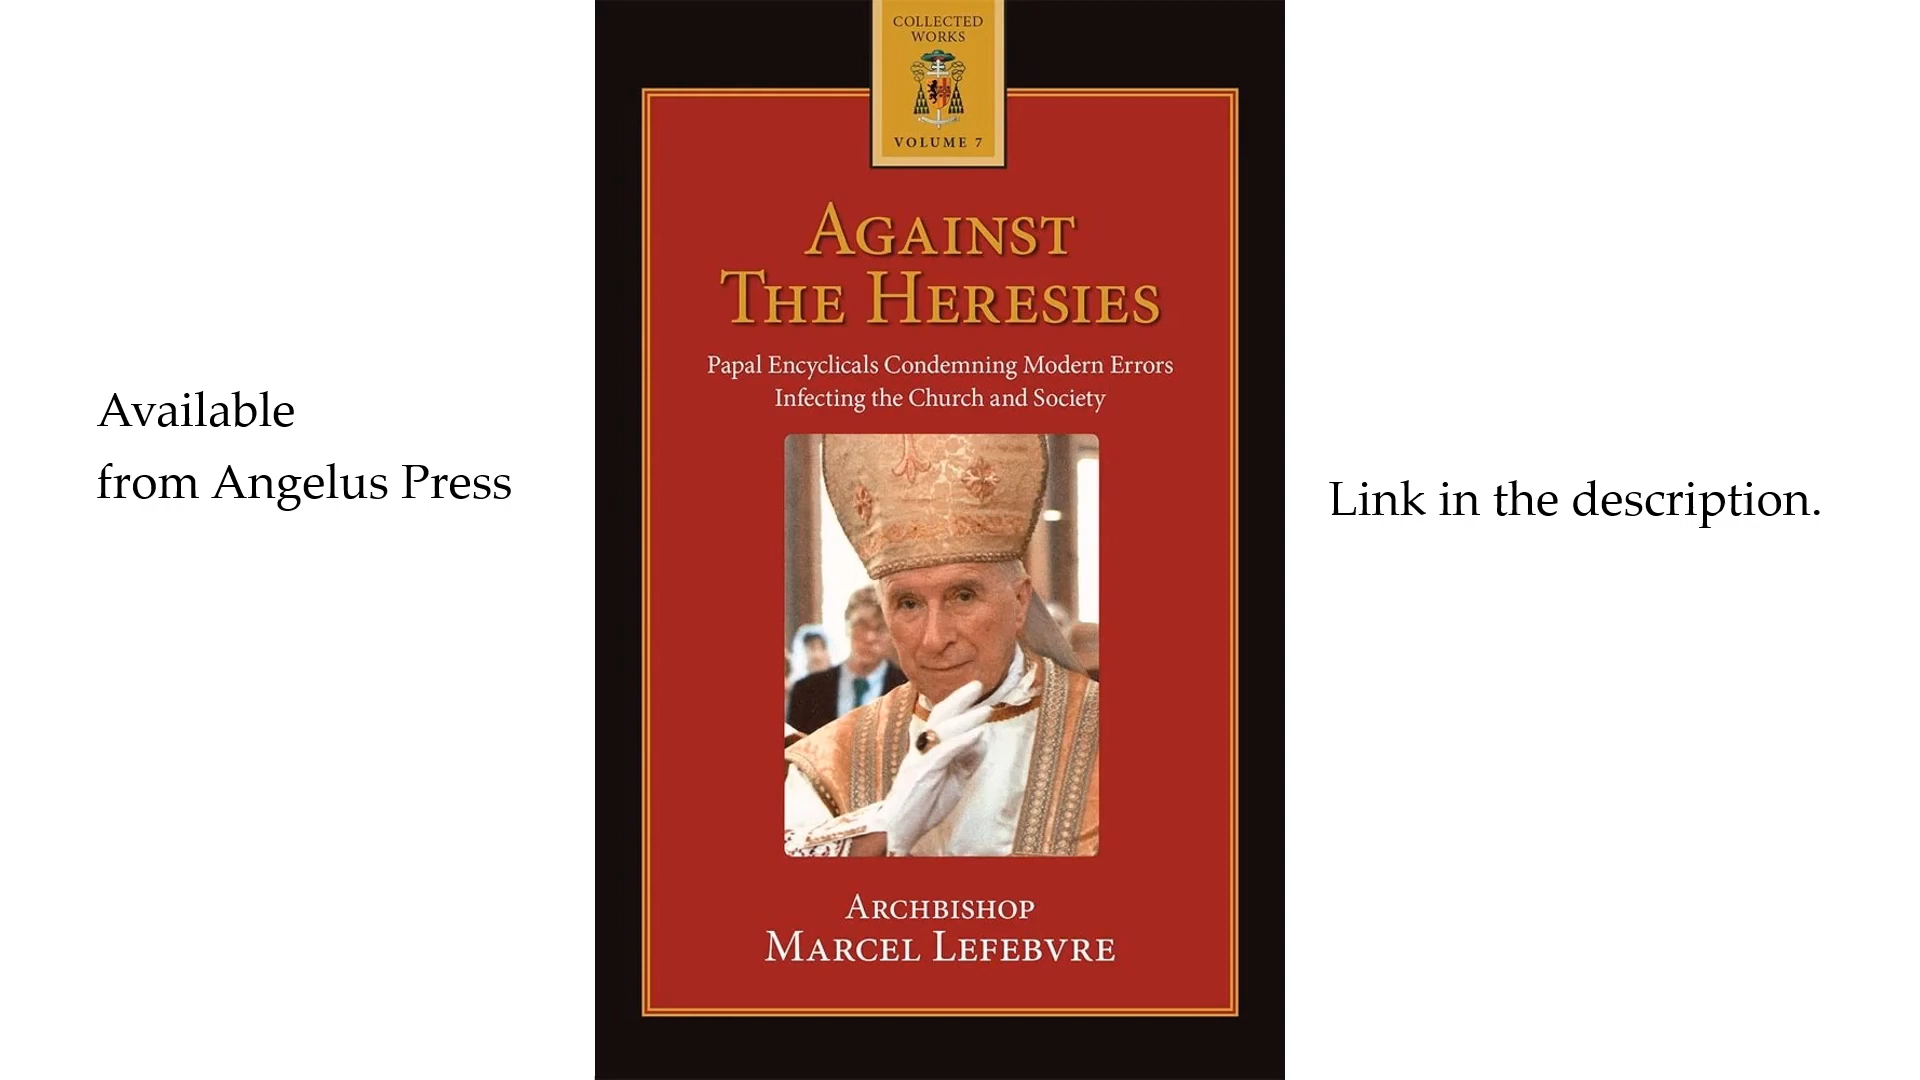 Available
from Angelus Press
COLLECTED
WORKS
VOLUME 7
AGAINST
THE HERESIES
Papal Encyclicals Condemning Modern Errors
Infecting the Church and Society
ARCHBISHOP
MARCEL LEFEBVRE
Link in the description.